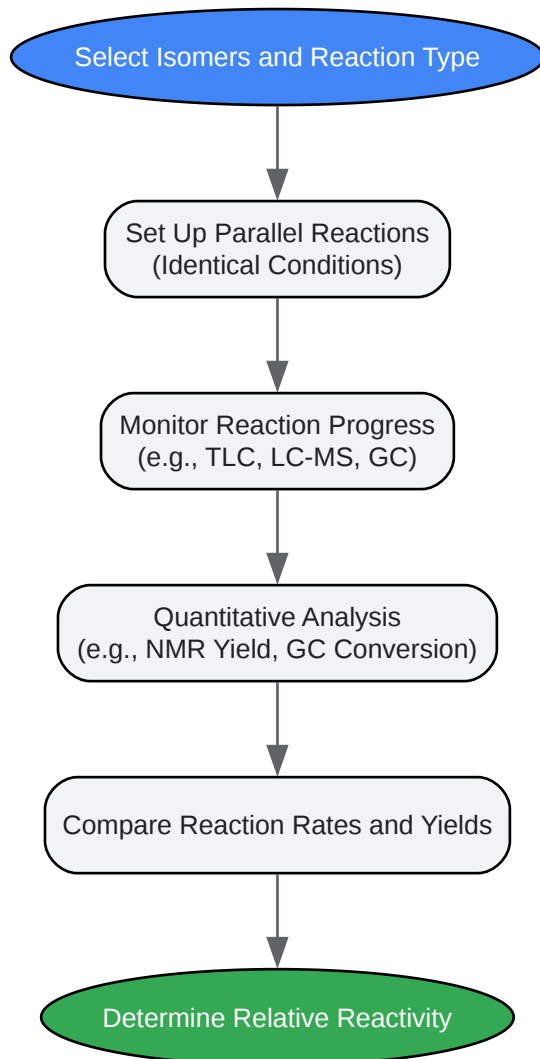 Select Isomers and Reaction Type
Set Up Parallel Reactions
(Identical Conditions)
Monitor Reaction Progress
(e.g., TLC, LC-MS, GC)
Quantitative Analysis
(e.g., NMR Yield, GC Conversion)
Compare Reaction Rates and Yields
Determine Relative Reactivity